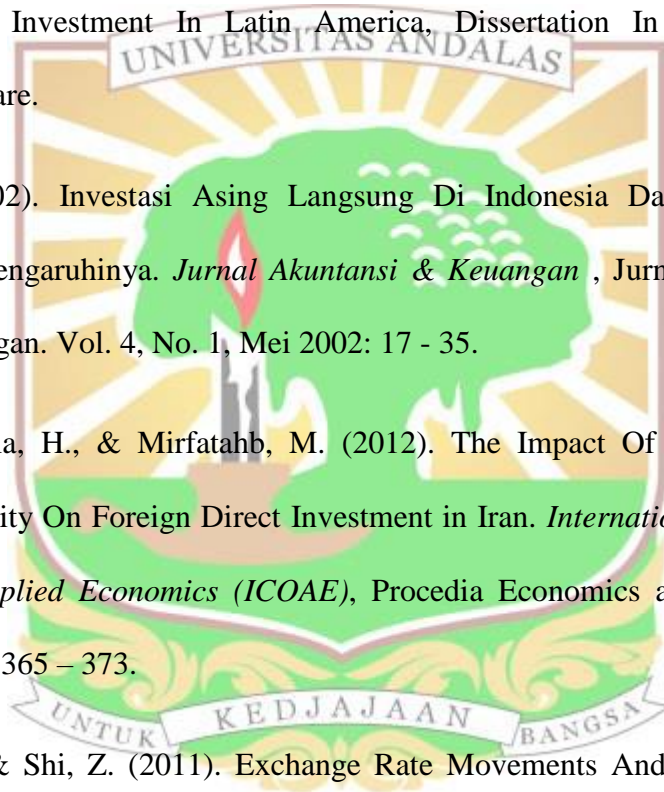 Investment In Latin America, Dissertation In
UNIVERSITAS ANDALAS
are.
02). Investasi Asing Langsung Di Indonesia Da
engaruhinya. Jurnal Akuntansi & Keuangan , Jurn
gan. Vol. 4, No. 1, Mei 2002: 17 - 35.
ia, H., & Mirfatahb, M. (2012). The Impact Of
ity On Foreign Direct Investment in Iran. Internatio
plied Economics (ICOAE), Procedia Economics a
365 – 373.
UNTUK KEDJAJAAN BANGSA
& Shi, Z. (2011). Exchange Rate Movements And